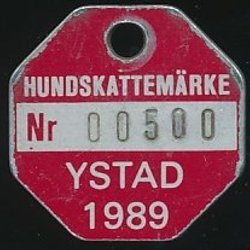 HUNDSKATTEMÄRKE
Nr 00500
YSTAD
1989